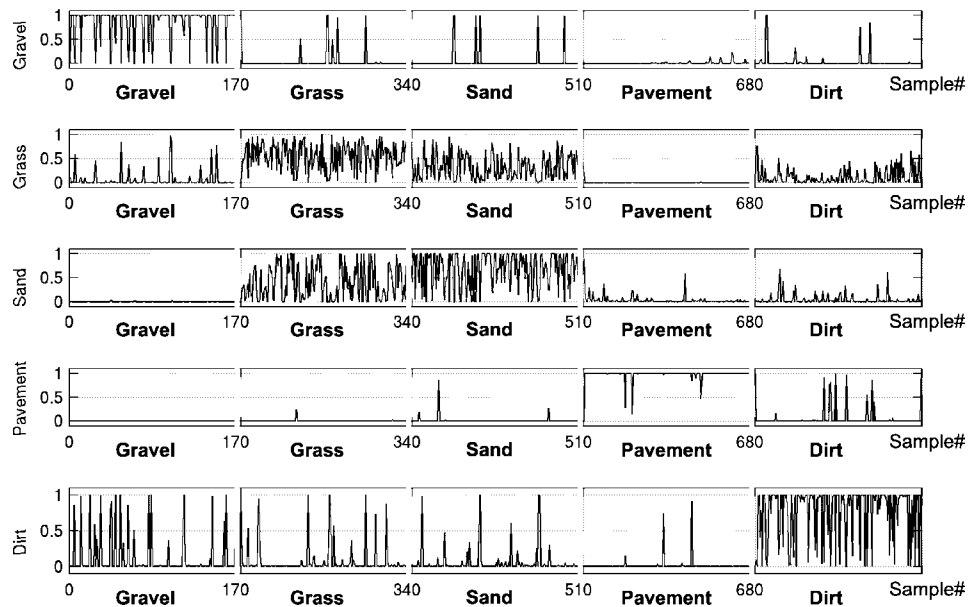 Gravel
1
0.5
0
0 170 340 510 680 Sample#
Gravel Grass Sand Pavement Dirt
Grass
1
0.5
0
0 170 340 510 680 Sample#
Gravel Grass Sand Pavement Dirt
Sand
1
0.5
0
0 170 340 510 680 Sample#
Gravel Grass Sand Pavement Dirt
Pavement
1
0.5
0
0 170 340 510 680 Sample#
Gravel Grass Sand Pavement Dirt
Dirt
1
0.5
0
0 170 340 510 680 Sample#
Gravel Grass Sand Pavement Dirt